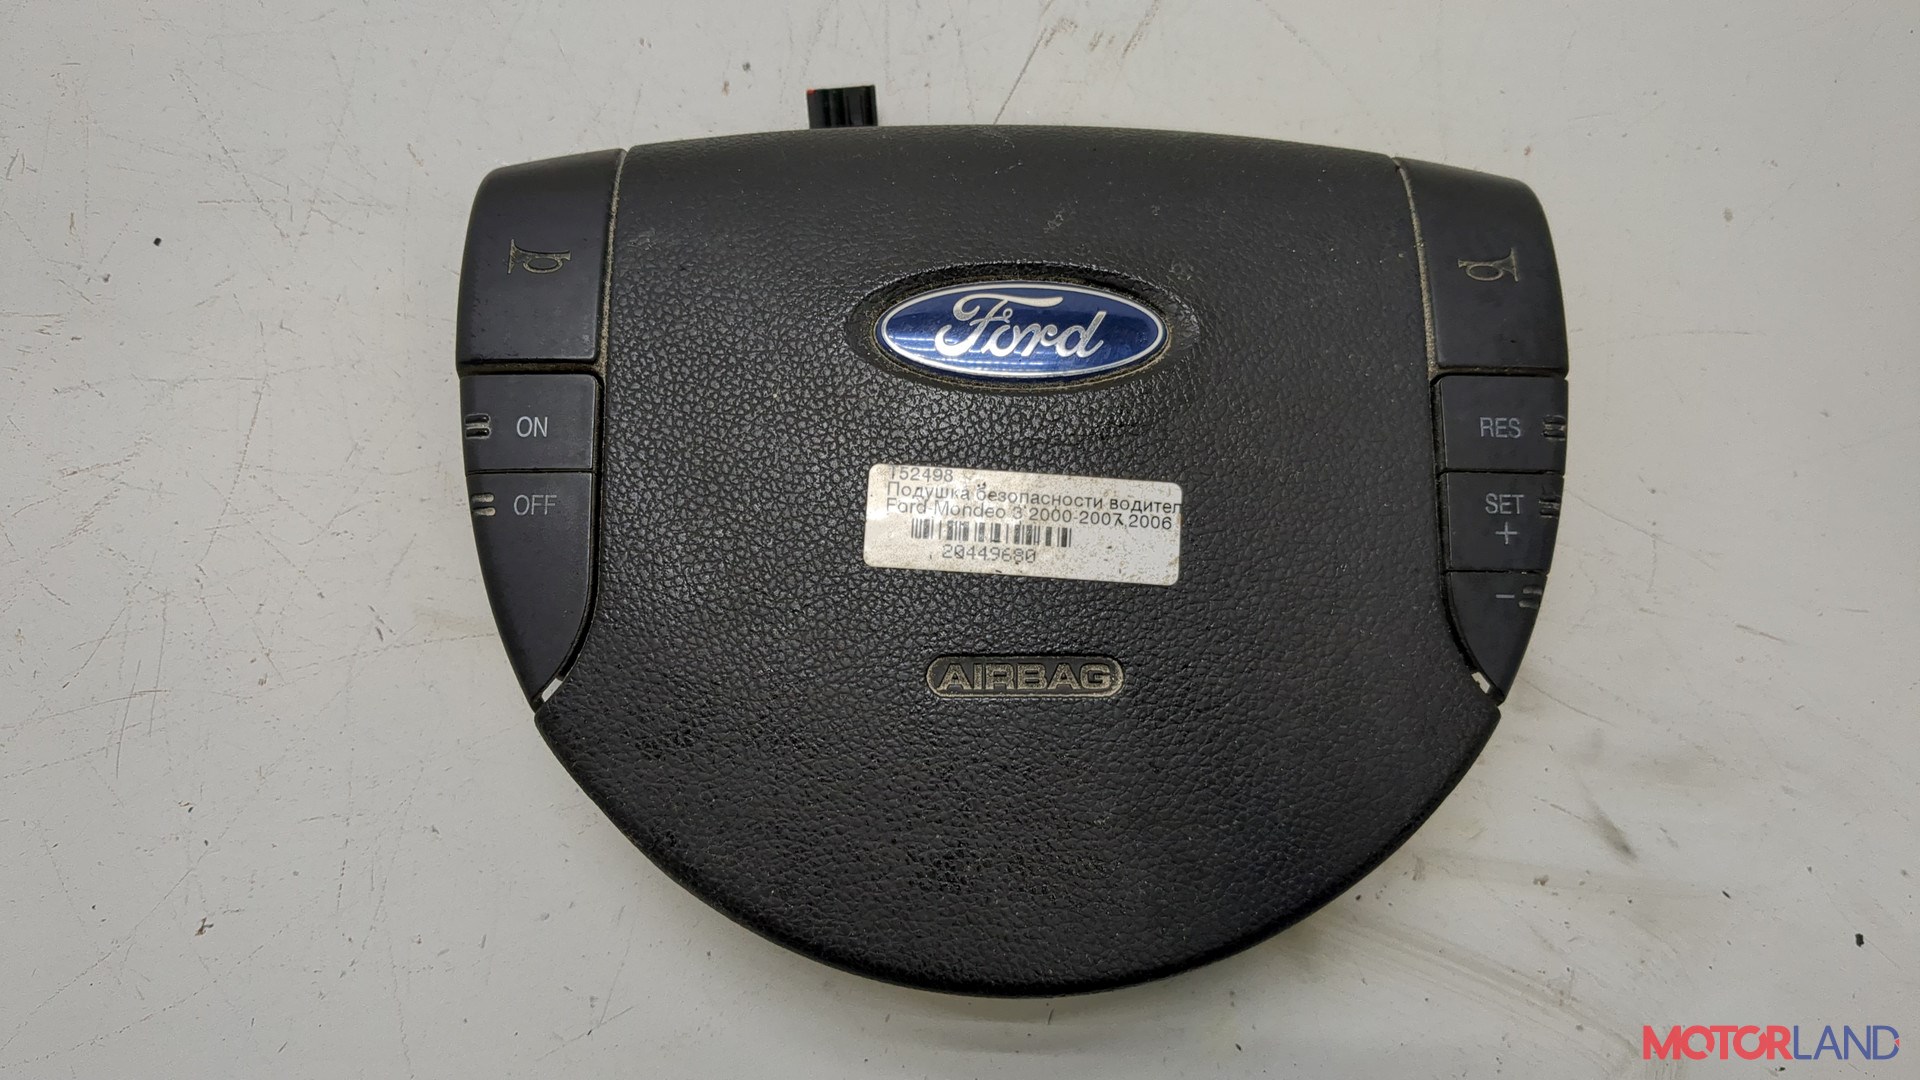 Ford
ON
OFF
RES
SET
+
-
152498
Подушка безопасности водител
Ford Mondeo 3 2000-2007,2006
20449680
AIRBAG
MOTORLAND